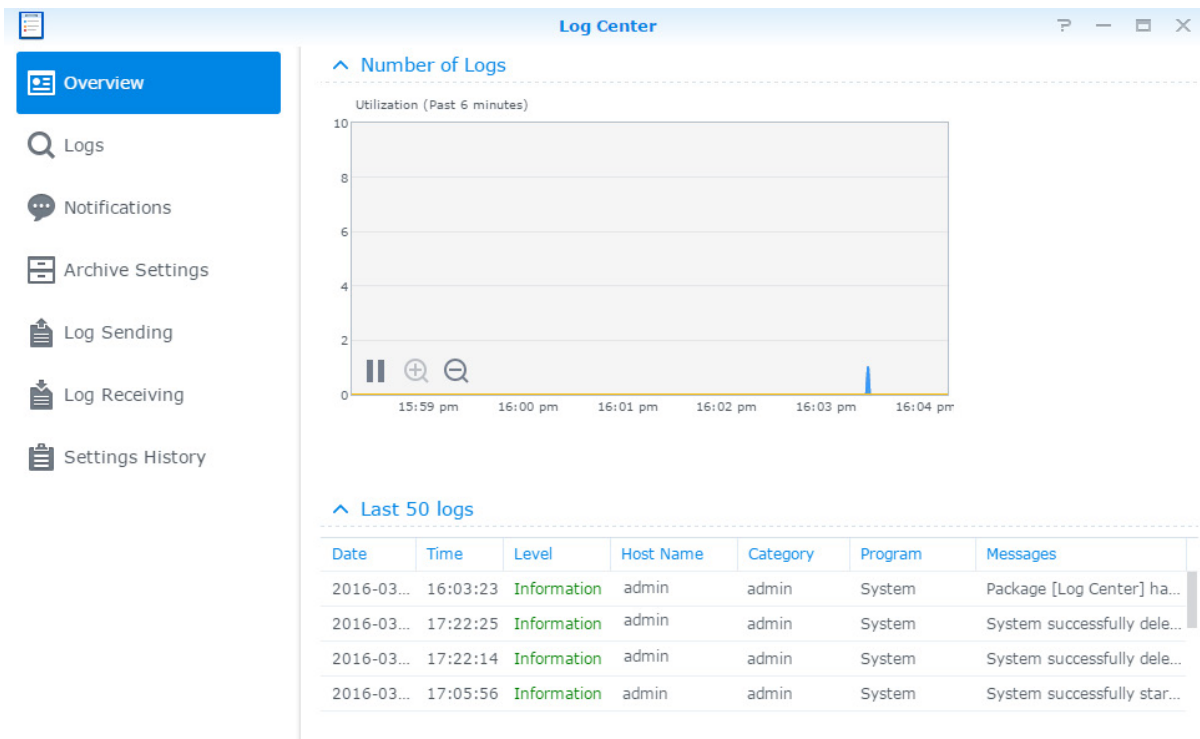 Log Center
Overview
Logs
Notifications
Archive Settings
Log Sending
Log Receiving
Settings History
Number of Logs
Utilization (Past 6 minutes)
10
8
6
4
2
0
15:59 pm 16:00 pm 16:01 pm 16:02 pm 16:03 pm 16:04 pm
Last 50 logs
Date Time Level Host Name Category Program Messages
2016-03... 16:03:23 Information admin admin System Package [Log Center] ha...
2016-03... 17:22:25 Information admin admin System System successfully dele...
2016-03... 17:22:14 Information admin admin System System successfully dele...
2016-03... 17:05:56 Information admin admin System System successfully star...